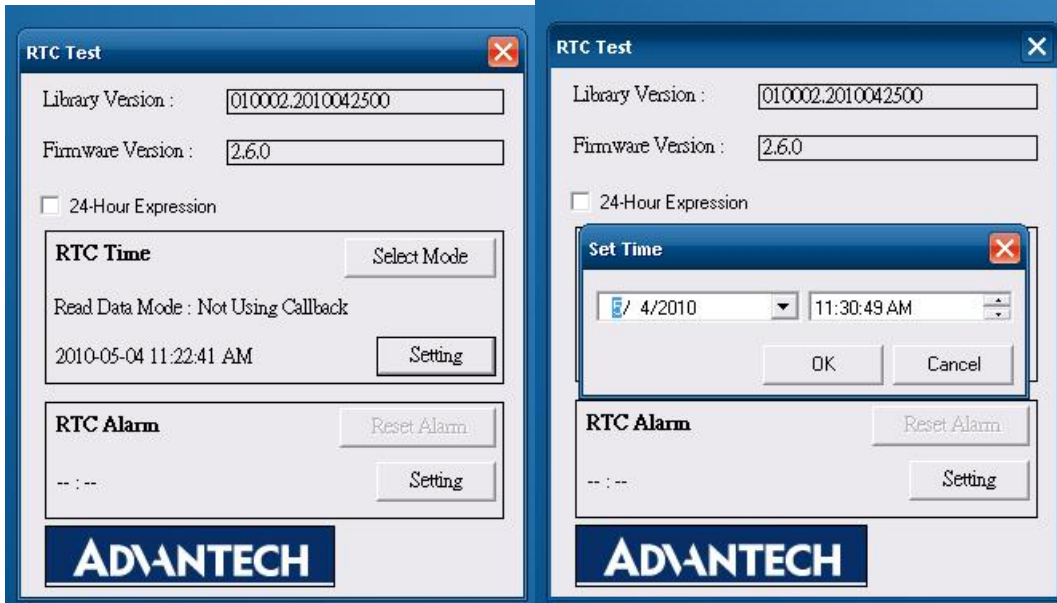 RTC Test
Library Version : 010002.2010042500
Firmware Version : 2.6.0
24-Hour Expression
RTC Time Select Mode
Read Data Mode : Not Using Callback
2010-05-04 11:22:41 AM Setting
RTC Alarm Reset Alarm
-- : -- Setting
ADVANTECH
RTC Test
Library Version : 010002.2010042500
Firmware Version : 2.6.0
24-Hour Expression
Set Time
5/ 4/2010 11:30:49 AM
OK Cancel
RTC Alarm Reset Alarm
-- : -- Setting
ADVANTECH